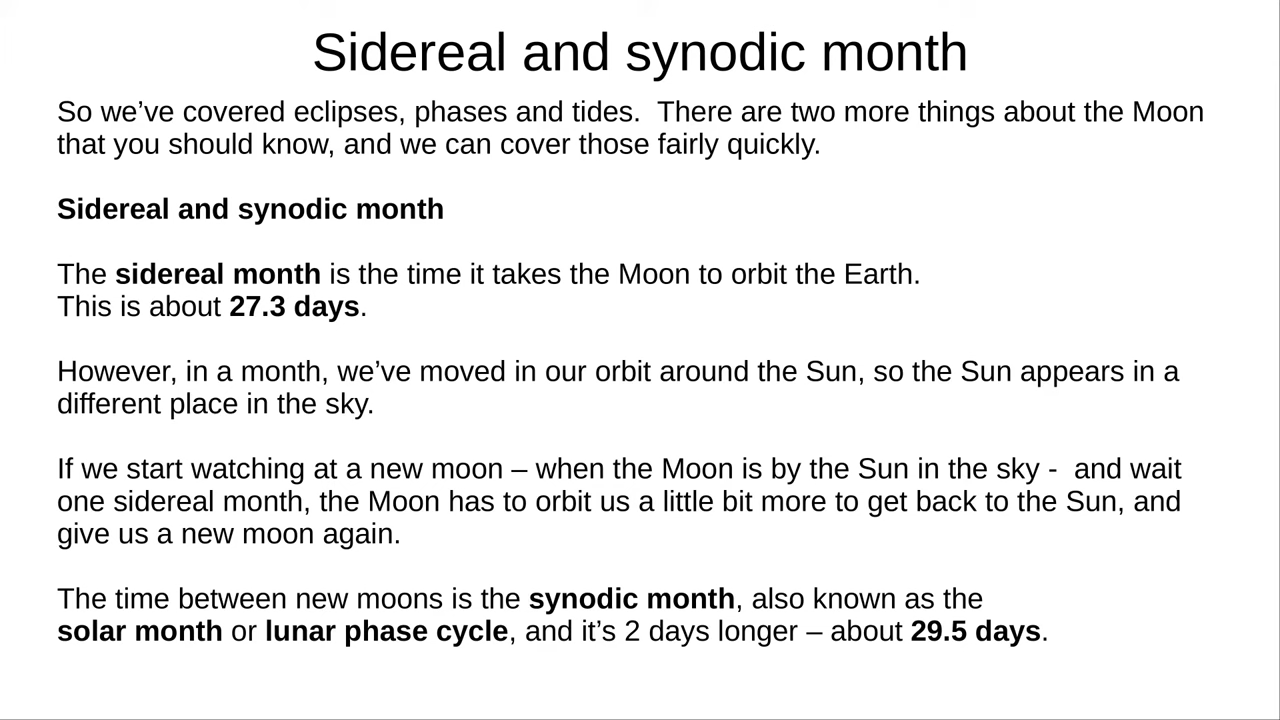 Sidereal and synodic month
So we’ve covered eclipses, phases and tides.  There are two more things about the Moon
that you should know, and we can cover those fairly quickly.
Sidereal and synodic month
The sidereal month is the time it takes the Moon to orbit the Earth.
This is about 27.3 days.
However, in a month, we’ve moved in our orbit around the Sun, so the Sun appears in a
different place in the sky.
If we start watching at a new moon – when the Moon is by the Sun in the sky -  and wait
one sidereal month, the Moon has to orbit us a little bit more to get back to the Sun, and
give us a new moon again.
The time between new moons is the synodic month, also known as the
solar month or lunar phase cycle, and it’s 2 days longer – about 29.5 days.